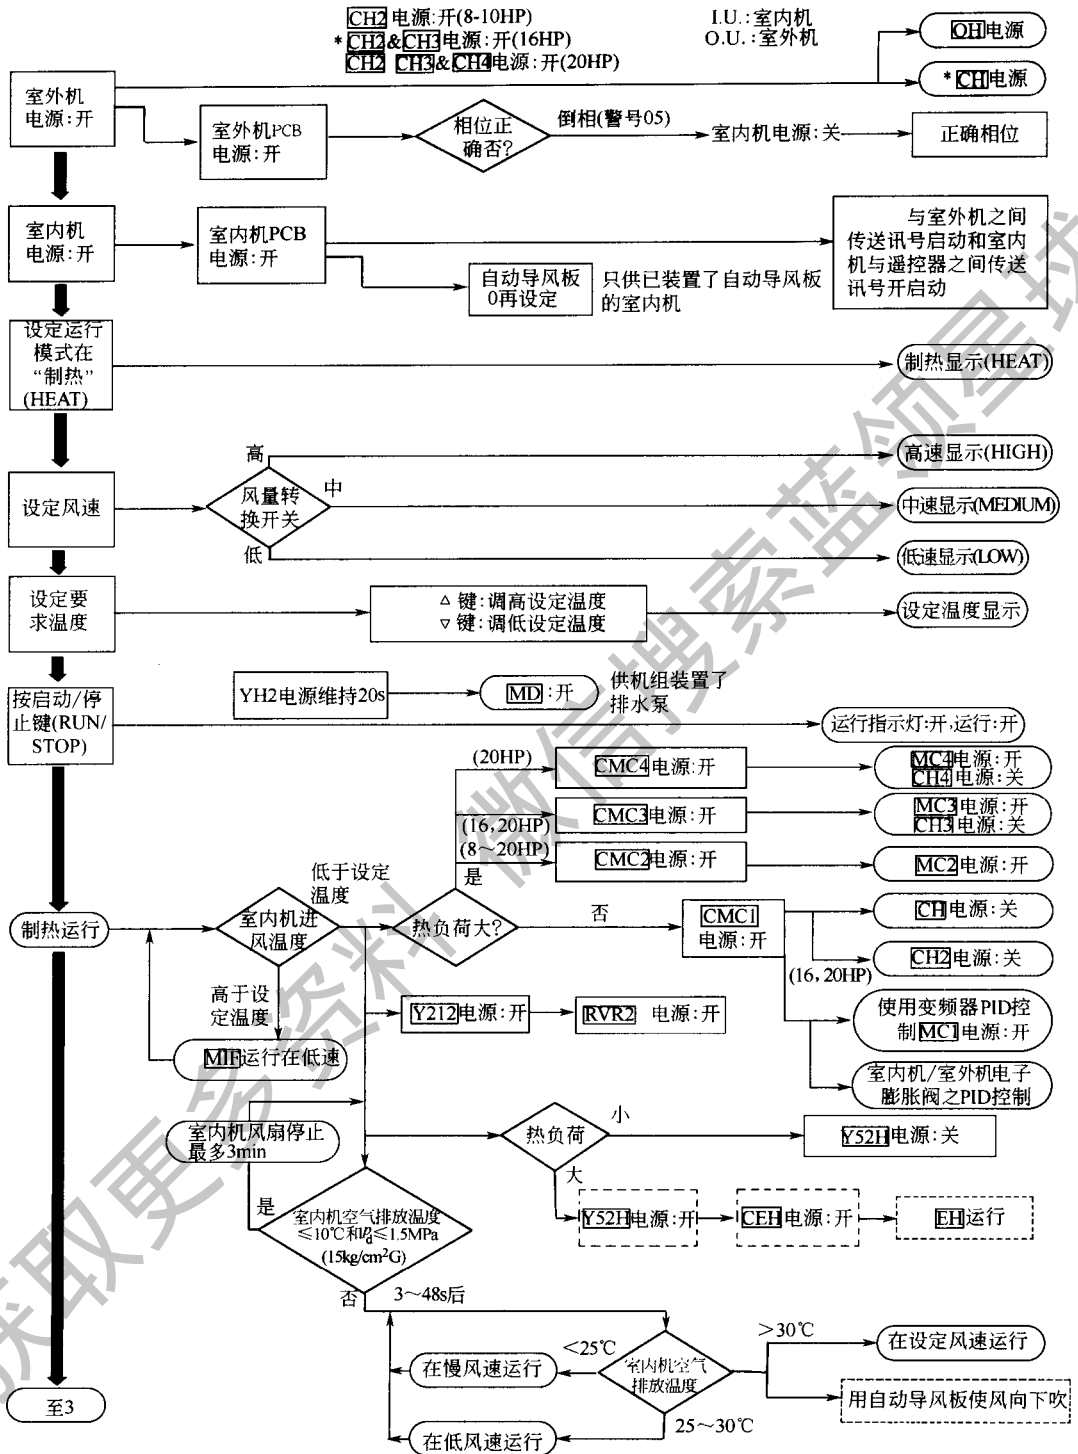 CH2 电源:开(8-10HP)
*CH2&CH3电源:开(16HP)
CH2 CH3&CH4电源:开(20HP)
I.U.:室内机
O.U.:室外机
OH电源
*CH电源
室外机
电源:开
室外机PCB
电源:开
相位正
确否?
倒相(警号05)
室内机电源:关
正确相位
室内机
电源:开
室内机PCB
电源:开
自动导风板
0再设定
只供已装置了自动导风板
的室内机
与室外机之间
传送讯号启动和室内
机与遥控器之间传送
讯号开启动
设定运行
模式在
“制热”
(HEAT)
制热显示(HEAT)
设定风速
风量转
换开关
高
中
低
高速显示(HIGH)
中速显示(MEDIUM)
低速显示(LOW)
设定要
求温度
△ 键:调高设定温度
▽ 键:调低设定温度
设定温度显示
按启动/停
止键(RUN/
STOP)
YH2电源维持20s
MD:开
供机组装置了
排水泵
运行指示灯:开,运行:开
(20HP)
CMC4电源:开
MC4电源:开
CH4电源:关
(16,20HP)
CMC3电源:开
MC3电源:开
CH3电源:关
(8～20HP)
CMC2电源:开
MC2电源:开
是
制热运行
室内机进
风温度
低于设定
温度
热负荷大?
否
CMC1
电源:开
CH电源:关
CH2电源:关
(16,20HP)
高于设
定温度
MIF运行在低速
Y212电源:开
RVR2 电源:开
使用变频器PID控
制MC1电源:开
室内机/室外机电子
膨胀阀之PID控制
室内机风扇停止
最多3min
热负荷
小
Y52H电源:关
大
Y52H电源:开
CEH电源:开
EH运行
是
室内机空气排放温度
≤10℃和Pd≤1.5MPa
(15kg/cm²G)
否
3～48s后
<25℃
在慢风速运行
室内机空气
排放温度
>30℃
在设定风速运行
用自动导风板使风向下吹
25～30℃
在低风速运行
至3
获取更多资料 微信搜索蓝领星球